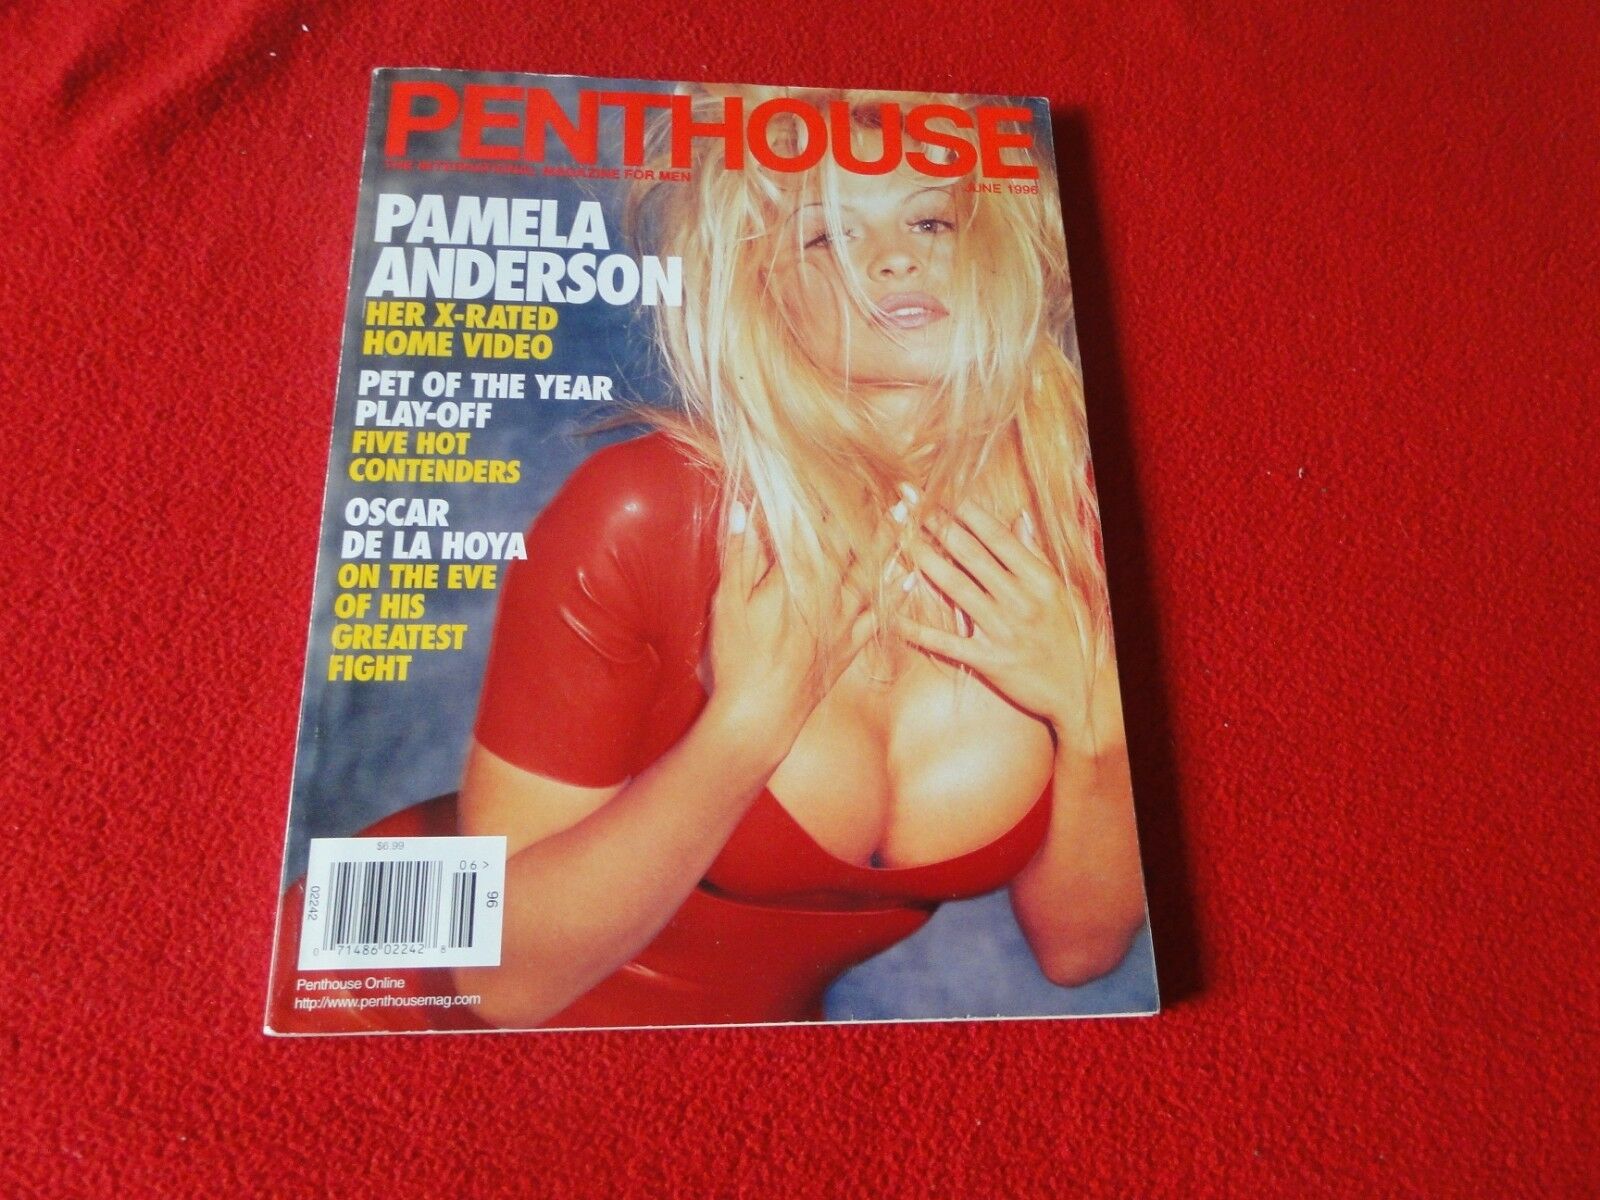 PENTHOUSE
THE INTERNATIONAL MAGAZINE FOR MEN
JUNE 1996
PAMELA
ANDERSON
HER X-RATED
HOME VIDEO
PET OF THE YEAR
PLAY-OFF
FIVE HOT
CONTENDERS
OSCAR
DE LA HOYA
ON THE EVE
OF HIS
GREATEST
FIGHT
$6.99
06>
96
02242
0 71486 02242 8
Penthouse Online
http://www.penthousemag.com